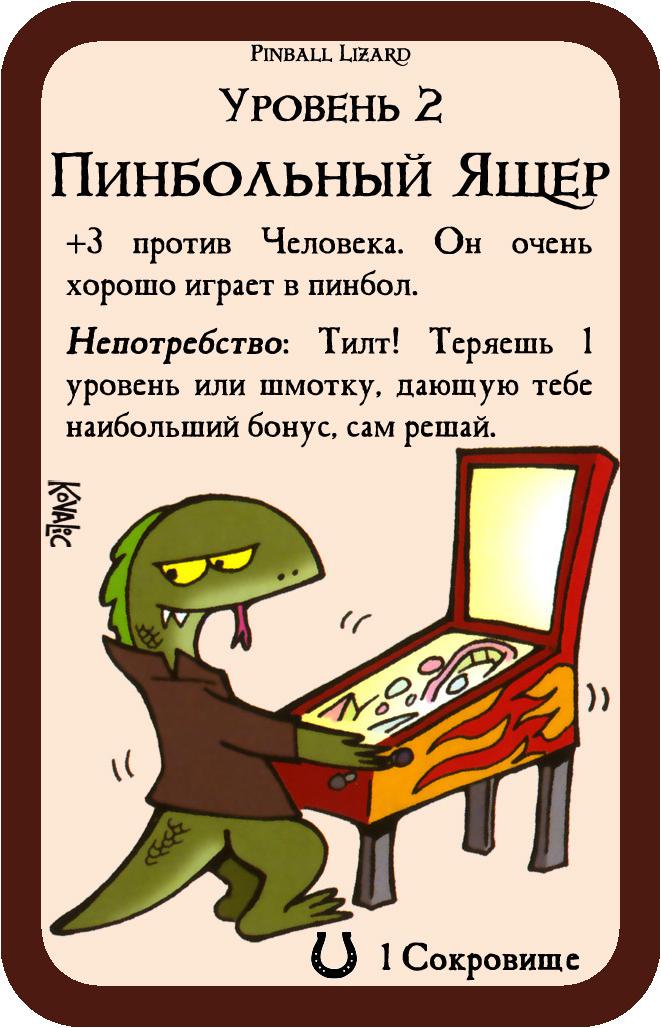 Pinball Lizard
Уровень 2
Пинбольный Ящер
+3 против Человека. Он очень
хорошо играет в пинбол.
Непотребство: Тилт! Теряешь 1
уровень или шмотку, дающую тебе
наибольший бонус, сам решай.
Kovalic
1 Сокровище